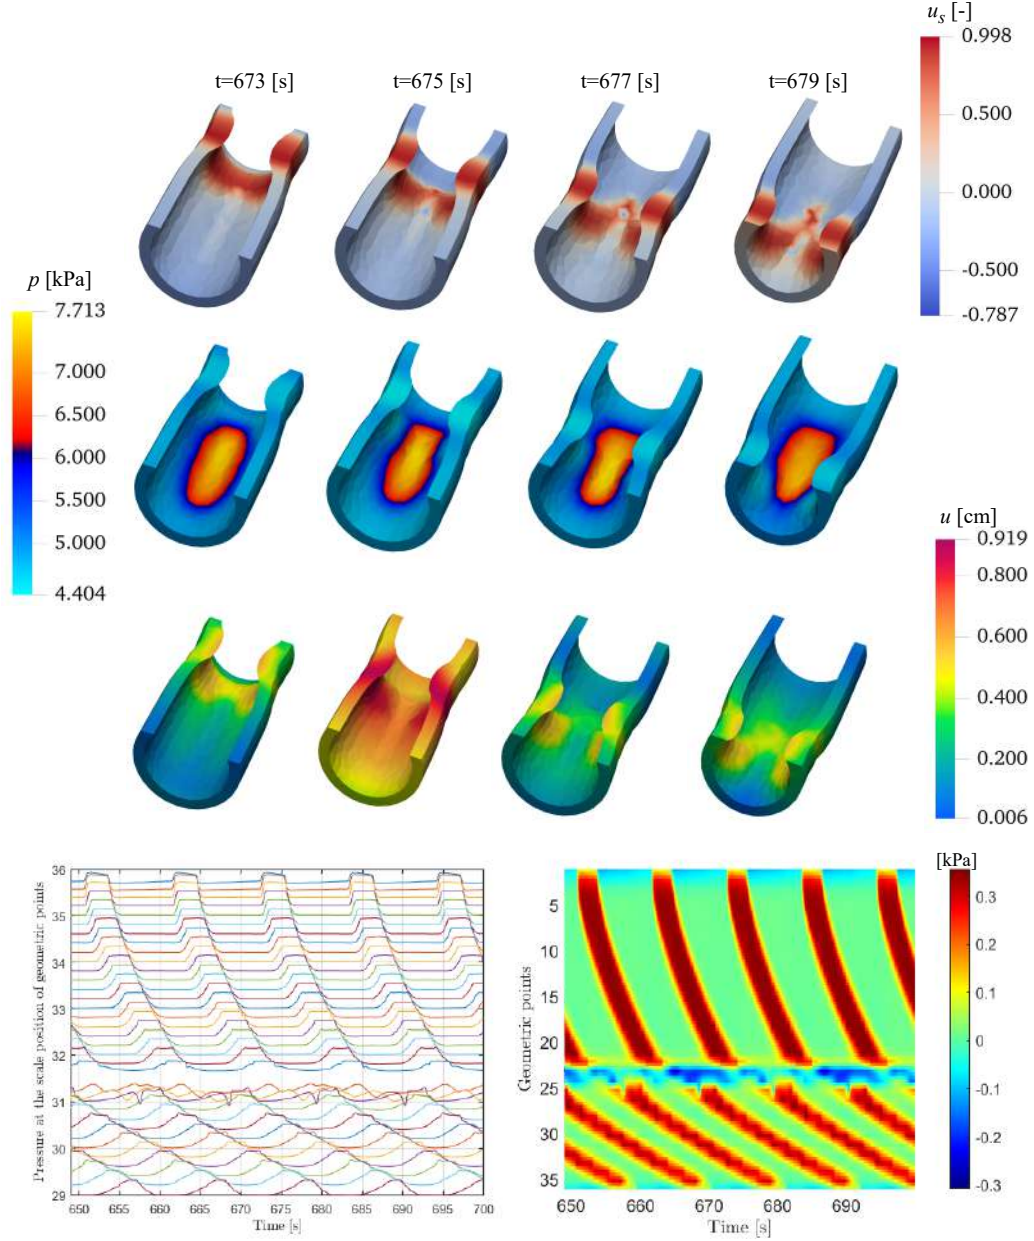 u_s [-]
0.998
0.500
0.000
-0.500
-0.787
t=673 [s]
t=675 [s]
t=677 [s]
t=679 [s]
p [kPa]
7.713
7.000
6.500
6.000
5.500
5.000
4.404
u [cm]
0.919
0.800
0.600
0.400
0.200
0.006
Pressure at the scale position of geometric points
36
35
34
33
32
31
30
29
650 655 660 665 670 675 680 685 690 695 700
Time [s]
Geometric points
5
10
15
20
25
30
35
650 660 670 680 690
Time [s]
[kPa]
0.3
0.2
0.1
0
-0.1
-0.2
-0.3